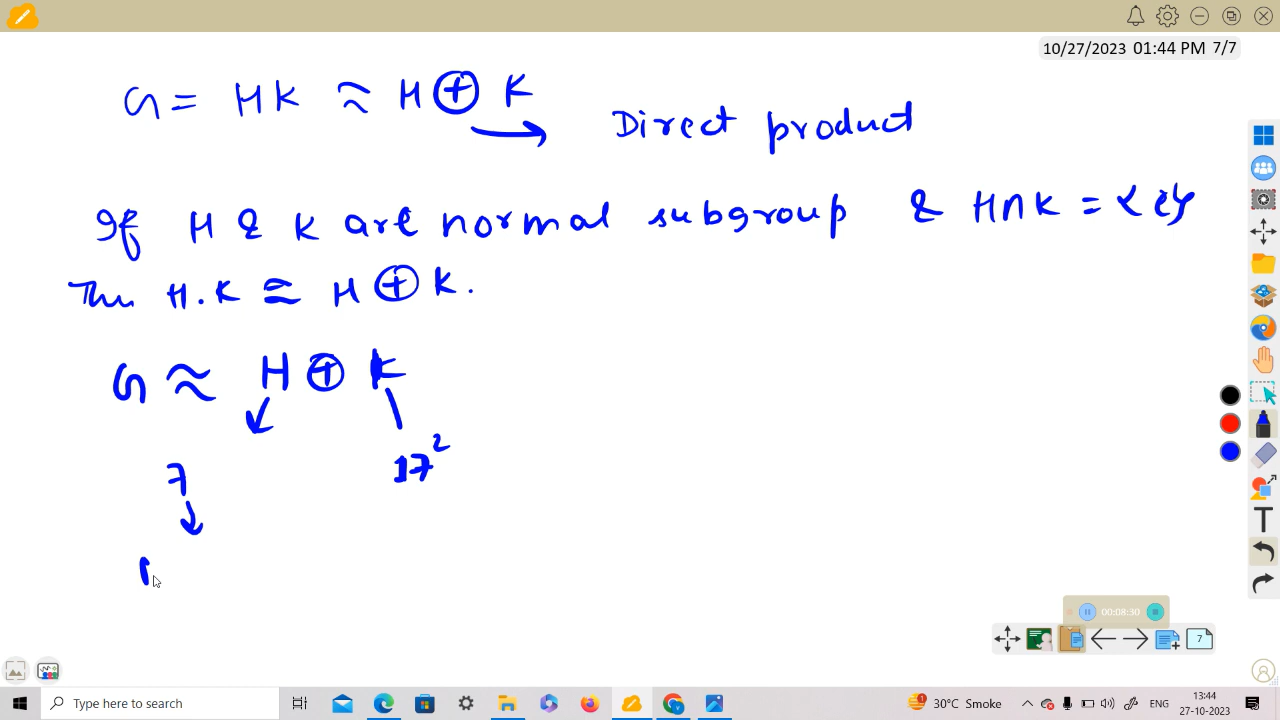 10/27/2023 01:44 PM 7/7
G = HK ≈ H ⊕ K
→ Direct product
If H & K are normal subgroup & H∩K = {e}
Then H.K ≅ H ⊕ K.
G ≈ H ⊕ K
7 17²
00:08:30
7
Type here to search
30°C Smoke
ENG
13:44
27-10-2023